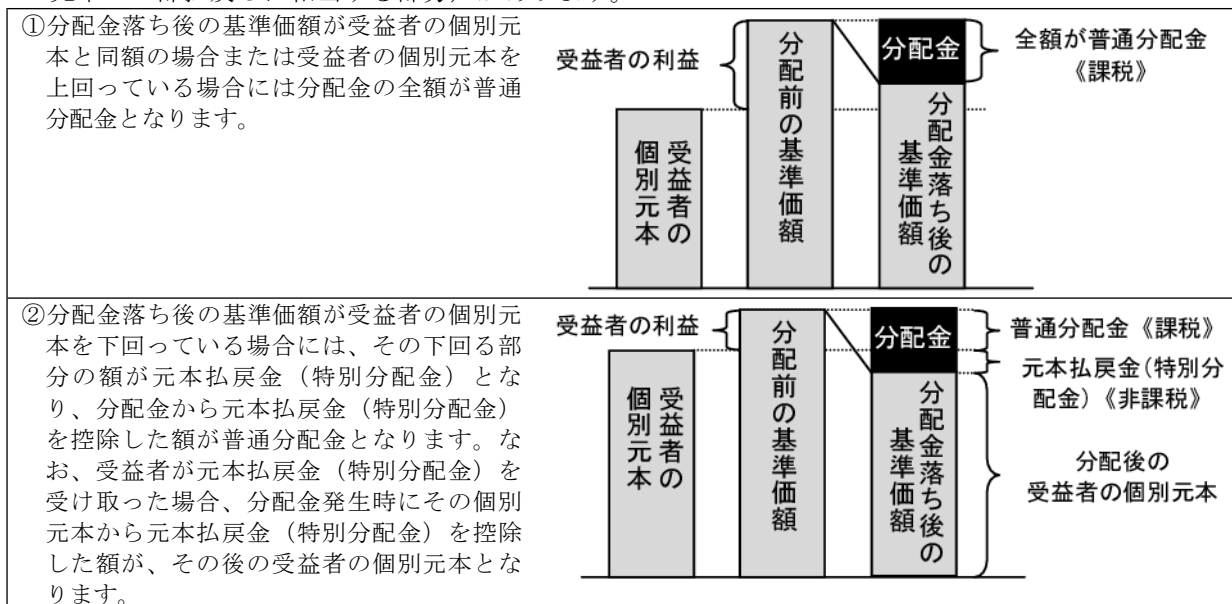 ①分配金落ち後の基準価額が受益者の個別元
本と同額の場合または受益者の個別元本を
上回っている場合には分配金の全額が普通
分配金となります。
受益者の利益
分配前の基準価額
分配金
全額が普通分配金
《課税》
受益者の
個別元本
分配金落ち後の
基準価額
②分配金落ち後の基準価額が受益者の個別元
本を下回っている場合には、その下回る部
分の額が元本払戻金（特別分配金）とな
り、分配金から元本払戻金（特別分配金）
を控除した額が普通分配金となります。な
お、受益者が元本払戻金（特別分配金）を
受け取った場合、分配金発生時にその個別
元本から元本払戻金（特別分配金）を控除
した額が、その後の受益者の個別元本とな
ります。
受益者の利益
分配前の基準価額
分配金
普通分配金《課税》
元本払戻金(特別分
配金)《非課税》
受益者の
個別元本
分配金落ち後の
基準価額
分配後の
受益者の個別元本